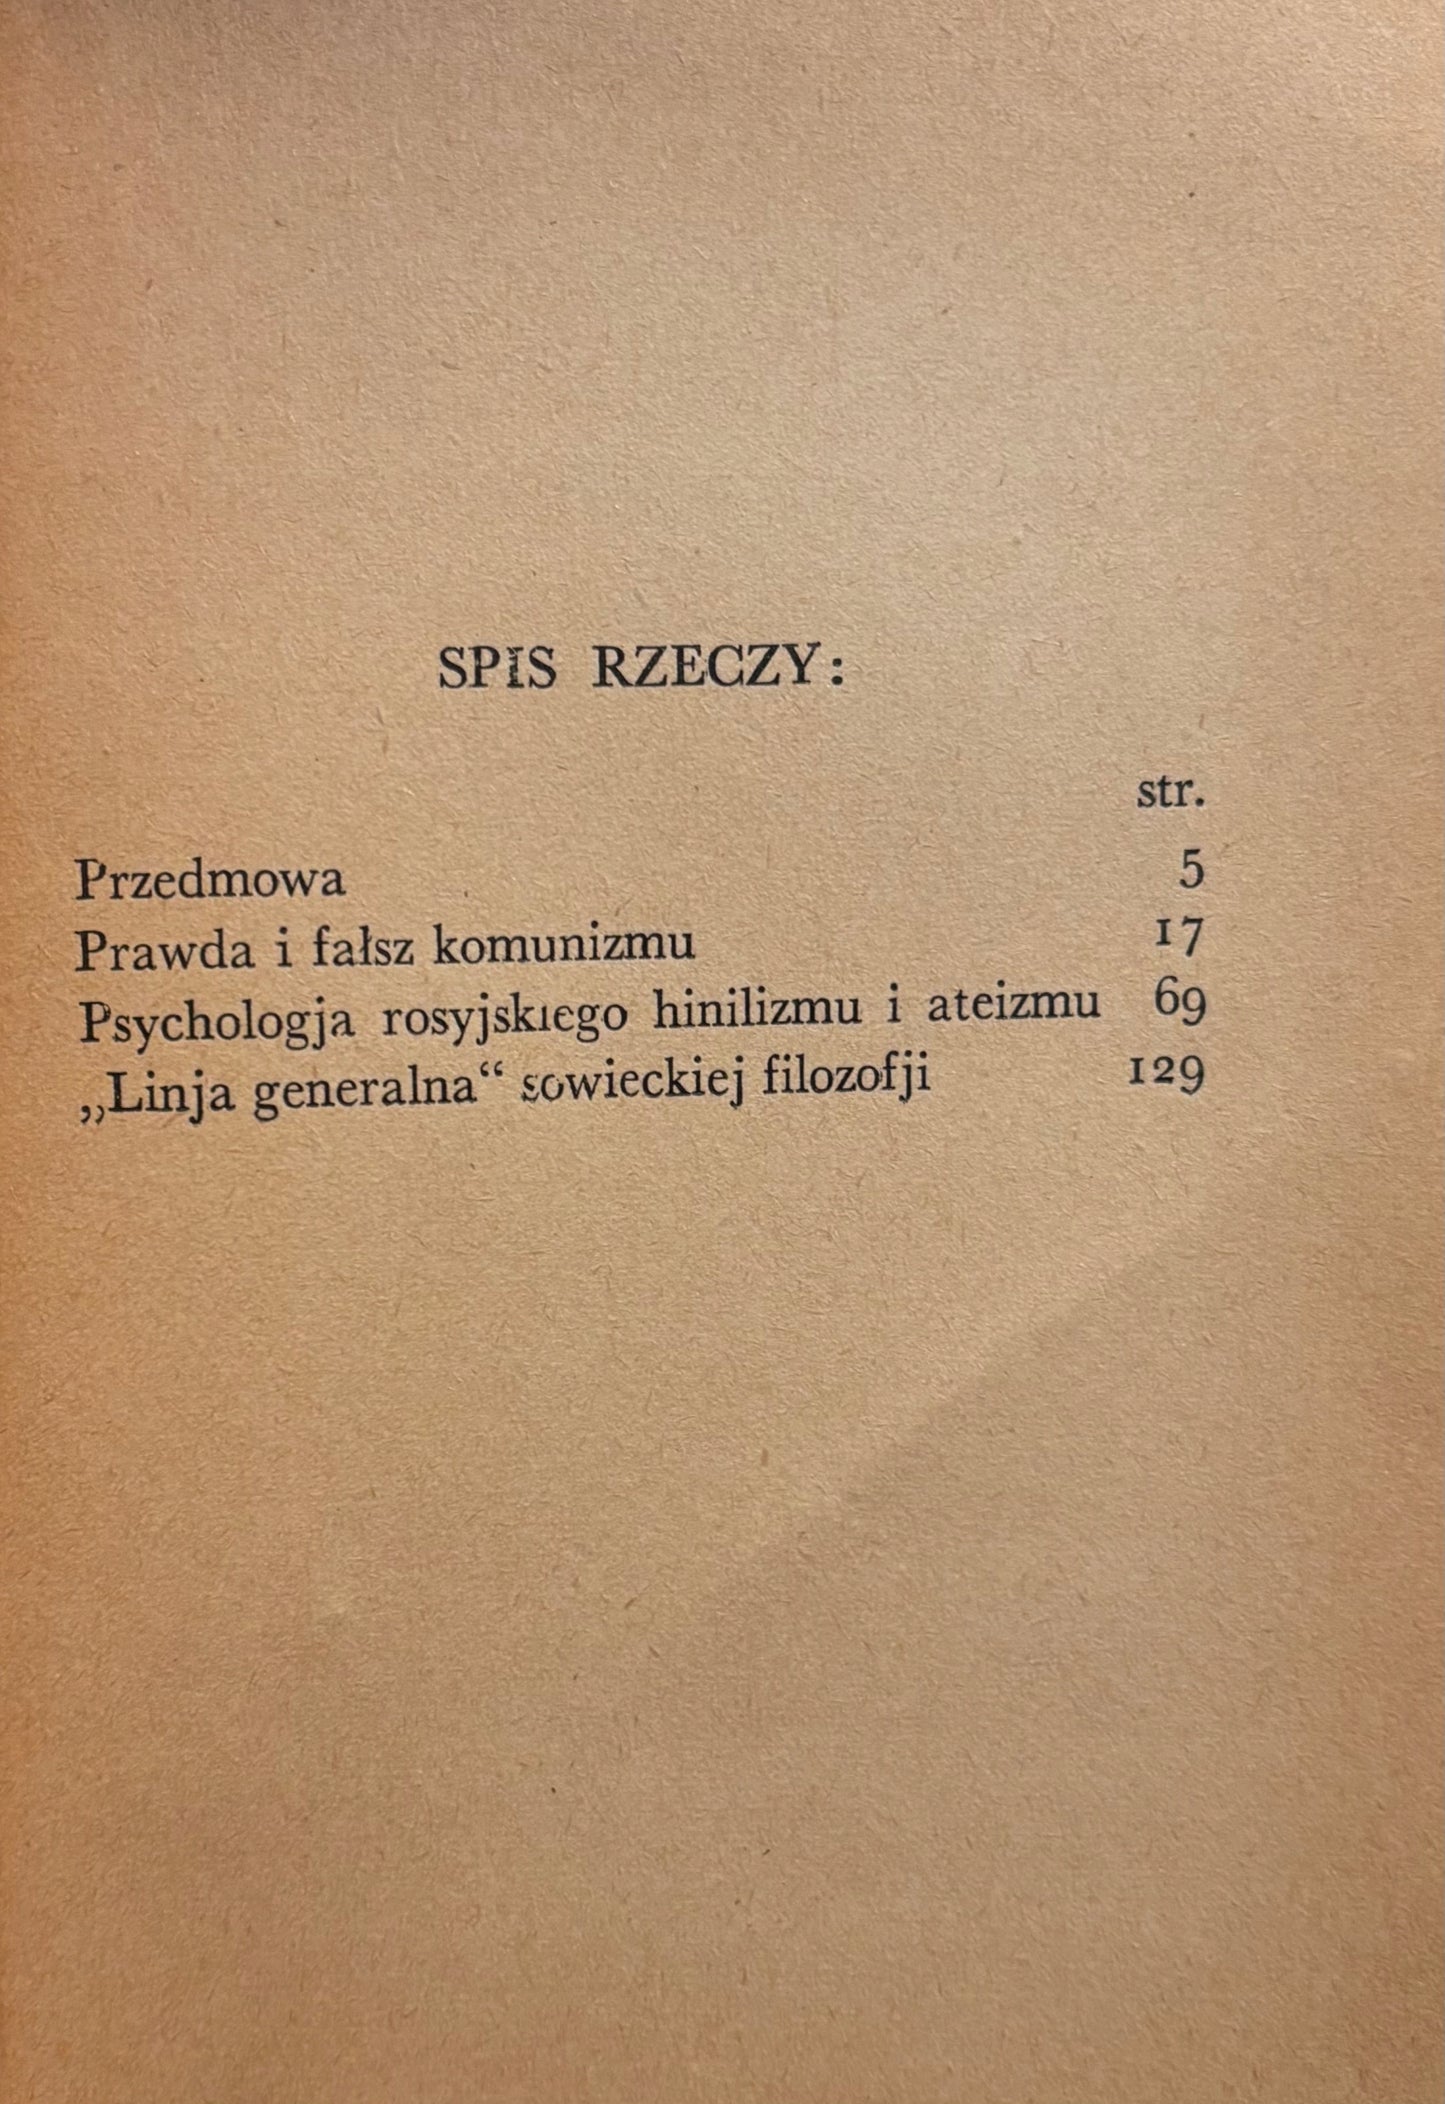 SPIS RZECZY:
str.
Przedmowa 5
Prawda i fałsz komunizmu 17
Psychologja rosyjskiego hinilizmu i ateizmu 69
„Linja generalna“ sowieckiej filozofji 129